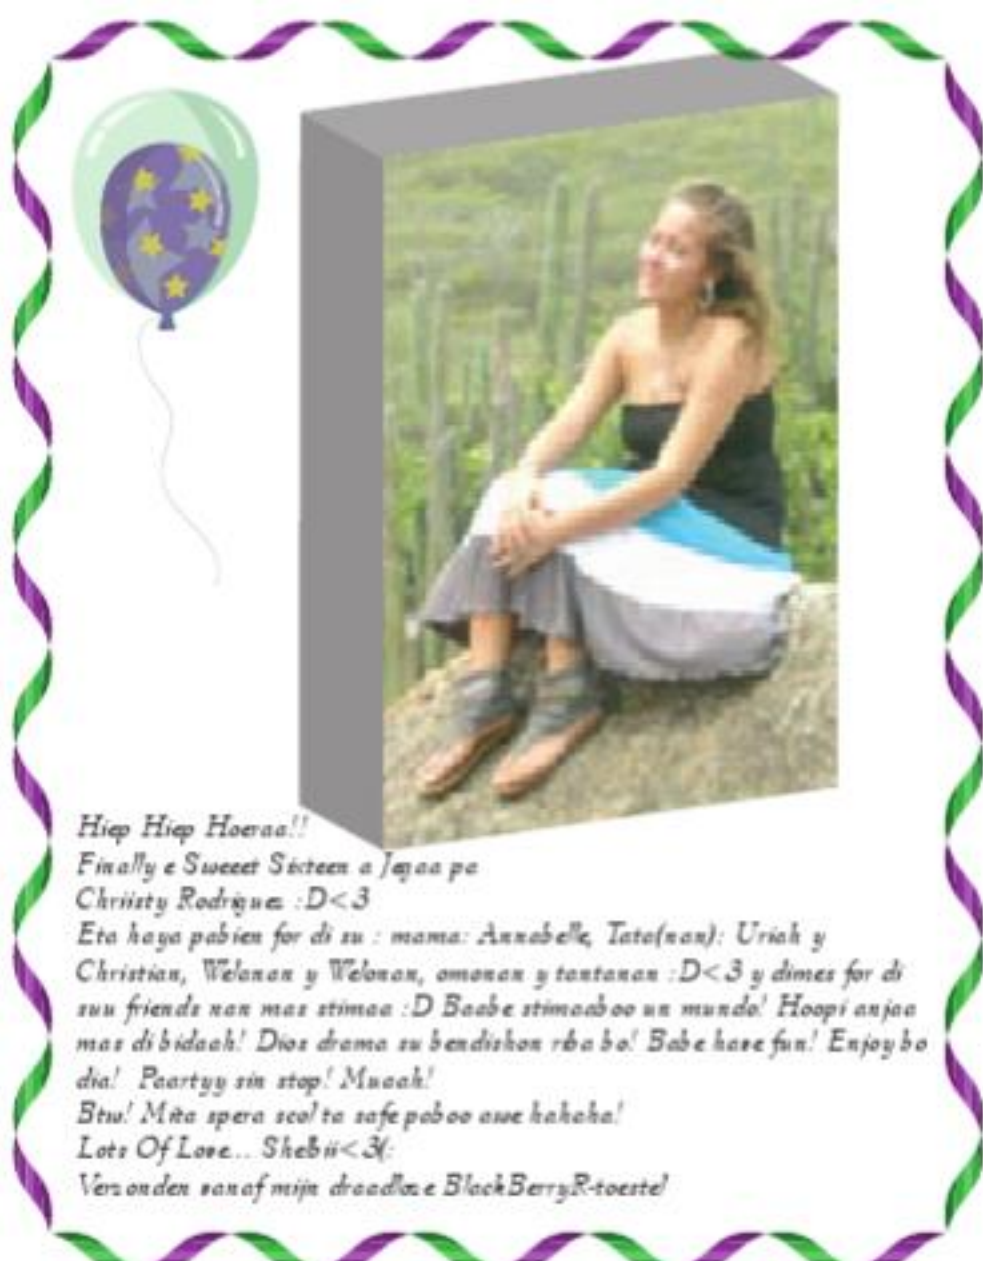 Hiep Hiep Hoeraa!!
Finally e Sweeet Sixteen a Jegaa pa
Chriisty Rodriguez :D<3
Eta haya pabien for di su : mama: Annabelle, Tata(nan): Uriah y
Christian, Welanan y Welonan, omonan y tantanan :D<3 y dimes for di
suu friends nan mas stimaa :D Baabe stimaaboo un mundo! Hoopi anjaa
mas di bidaah! Dios drama su bendishon riba bo! Babe have fun! Enjoy bo
dia! Paartyy sin stop! Muaah!
Btw! Mita spera scol ta safe paboo awe hahaha!
Lots Of Love... Shelbii<3(:
Verzonden vanaf mijn draadloze BlackBerryR-toestel